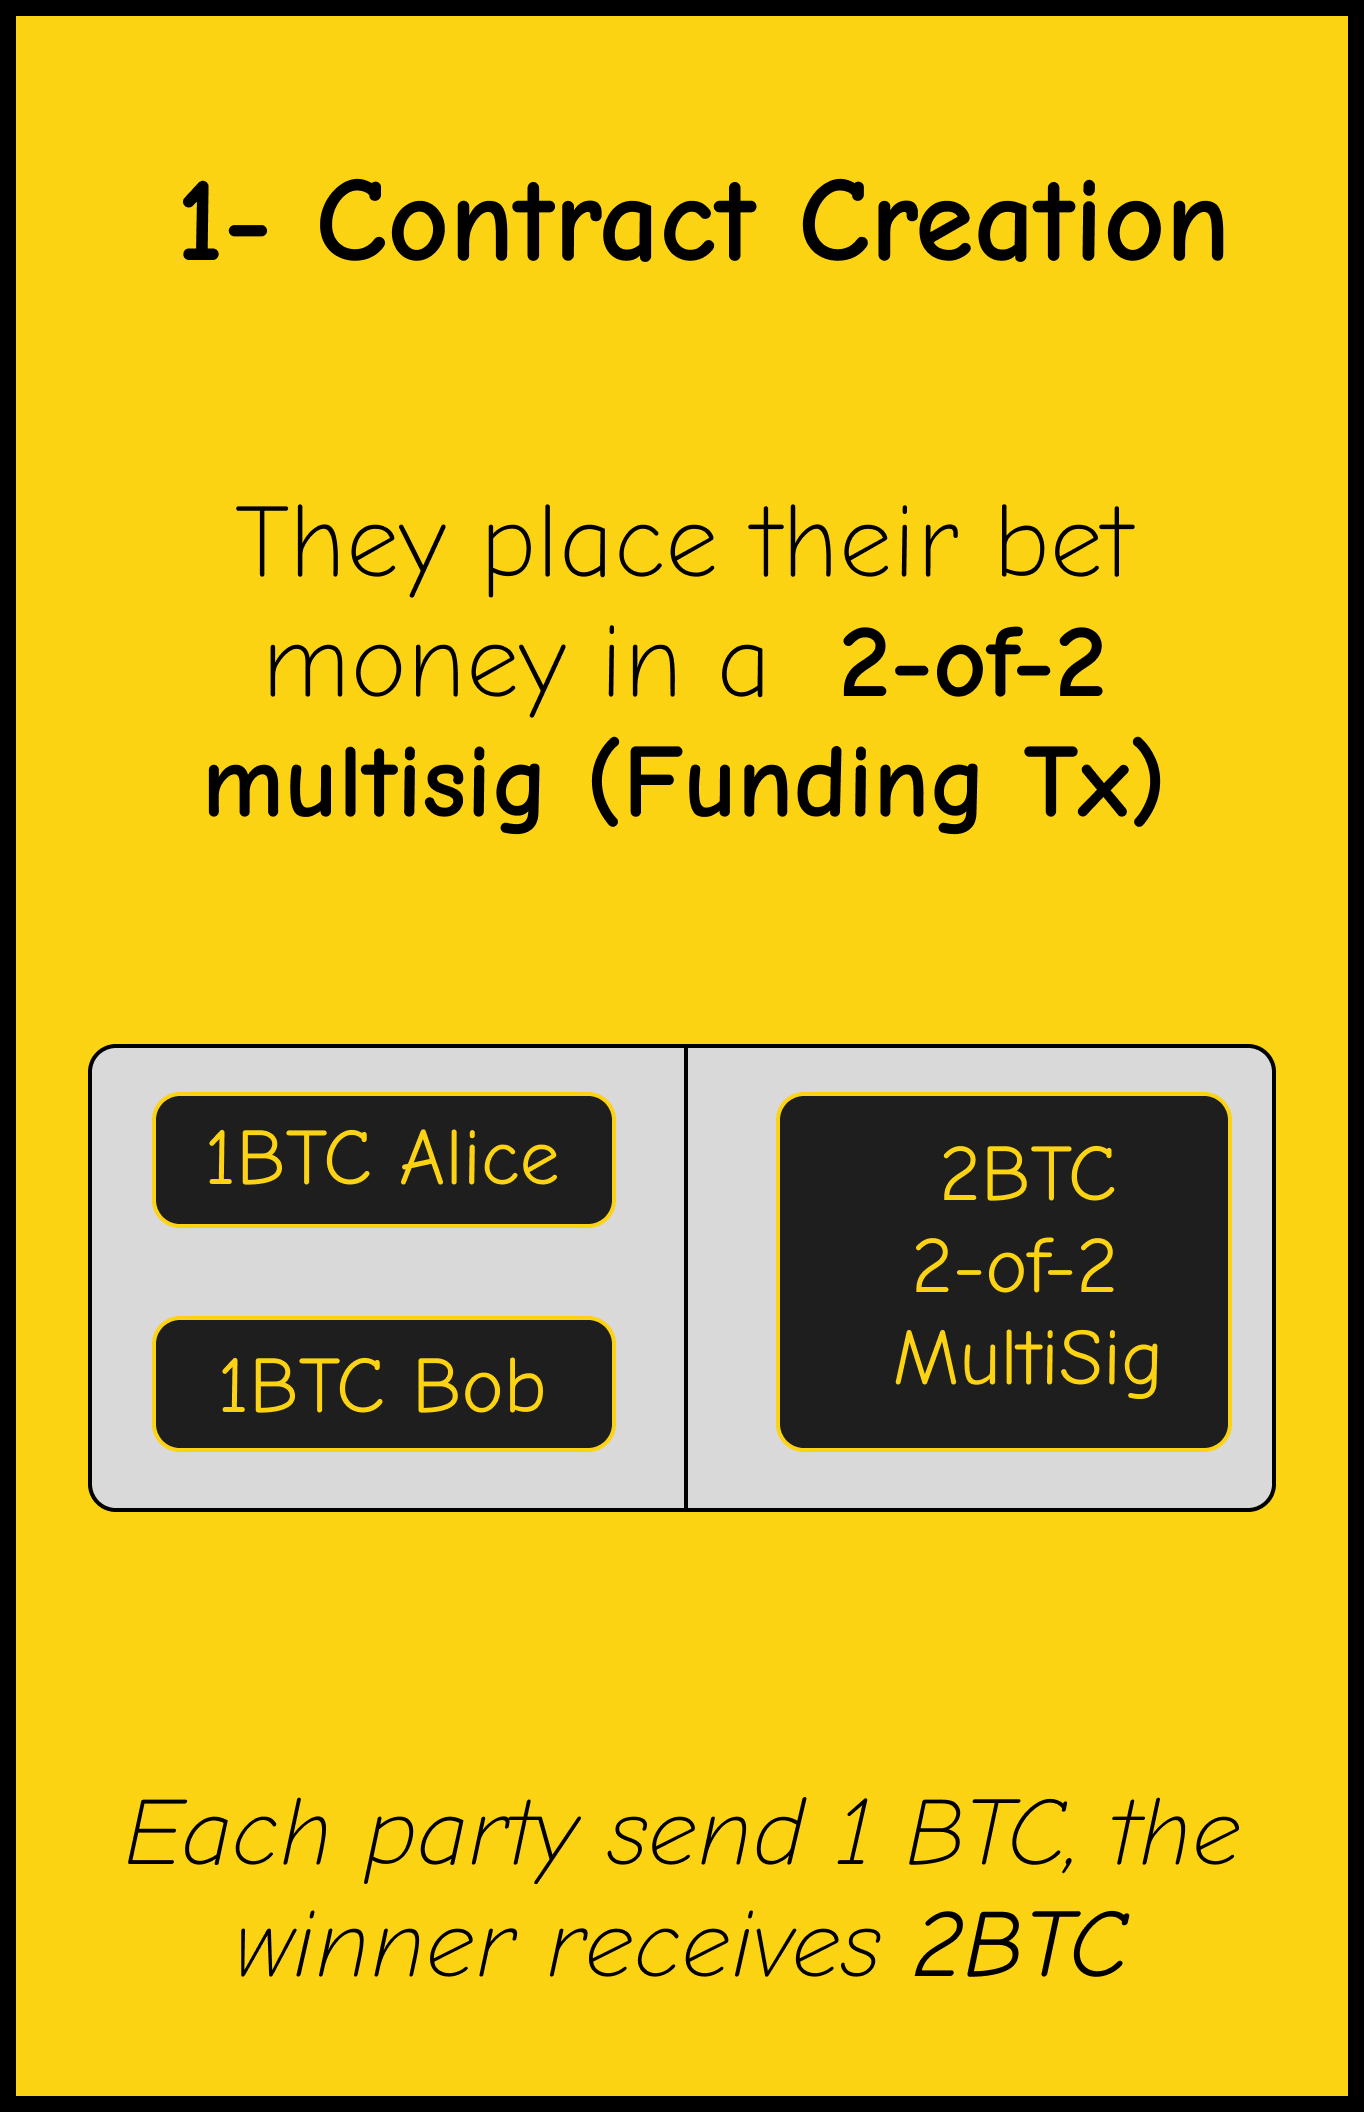 1- Contract Creation
They place their bet
money in a 2-of-2
multisig (Funding Tx)
1BTC Alice
1BTC Bob
2BTC
2-of-2
MultiSig
Each party send 1 BTC, the
winner receives 2BTC